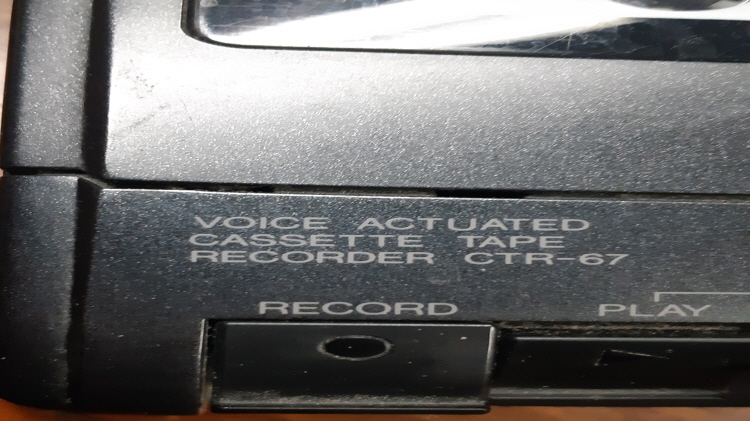 VOICE ACTUATED
CASSETTE TAPE
RECORDER CTR-67
RECORD PLAY